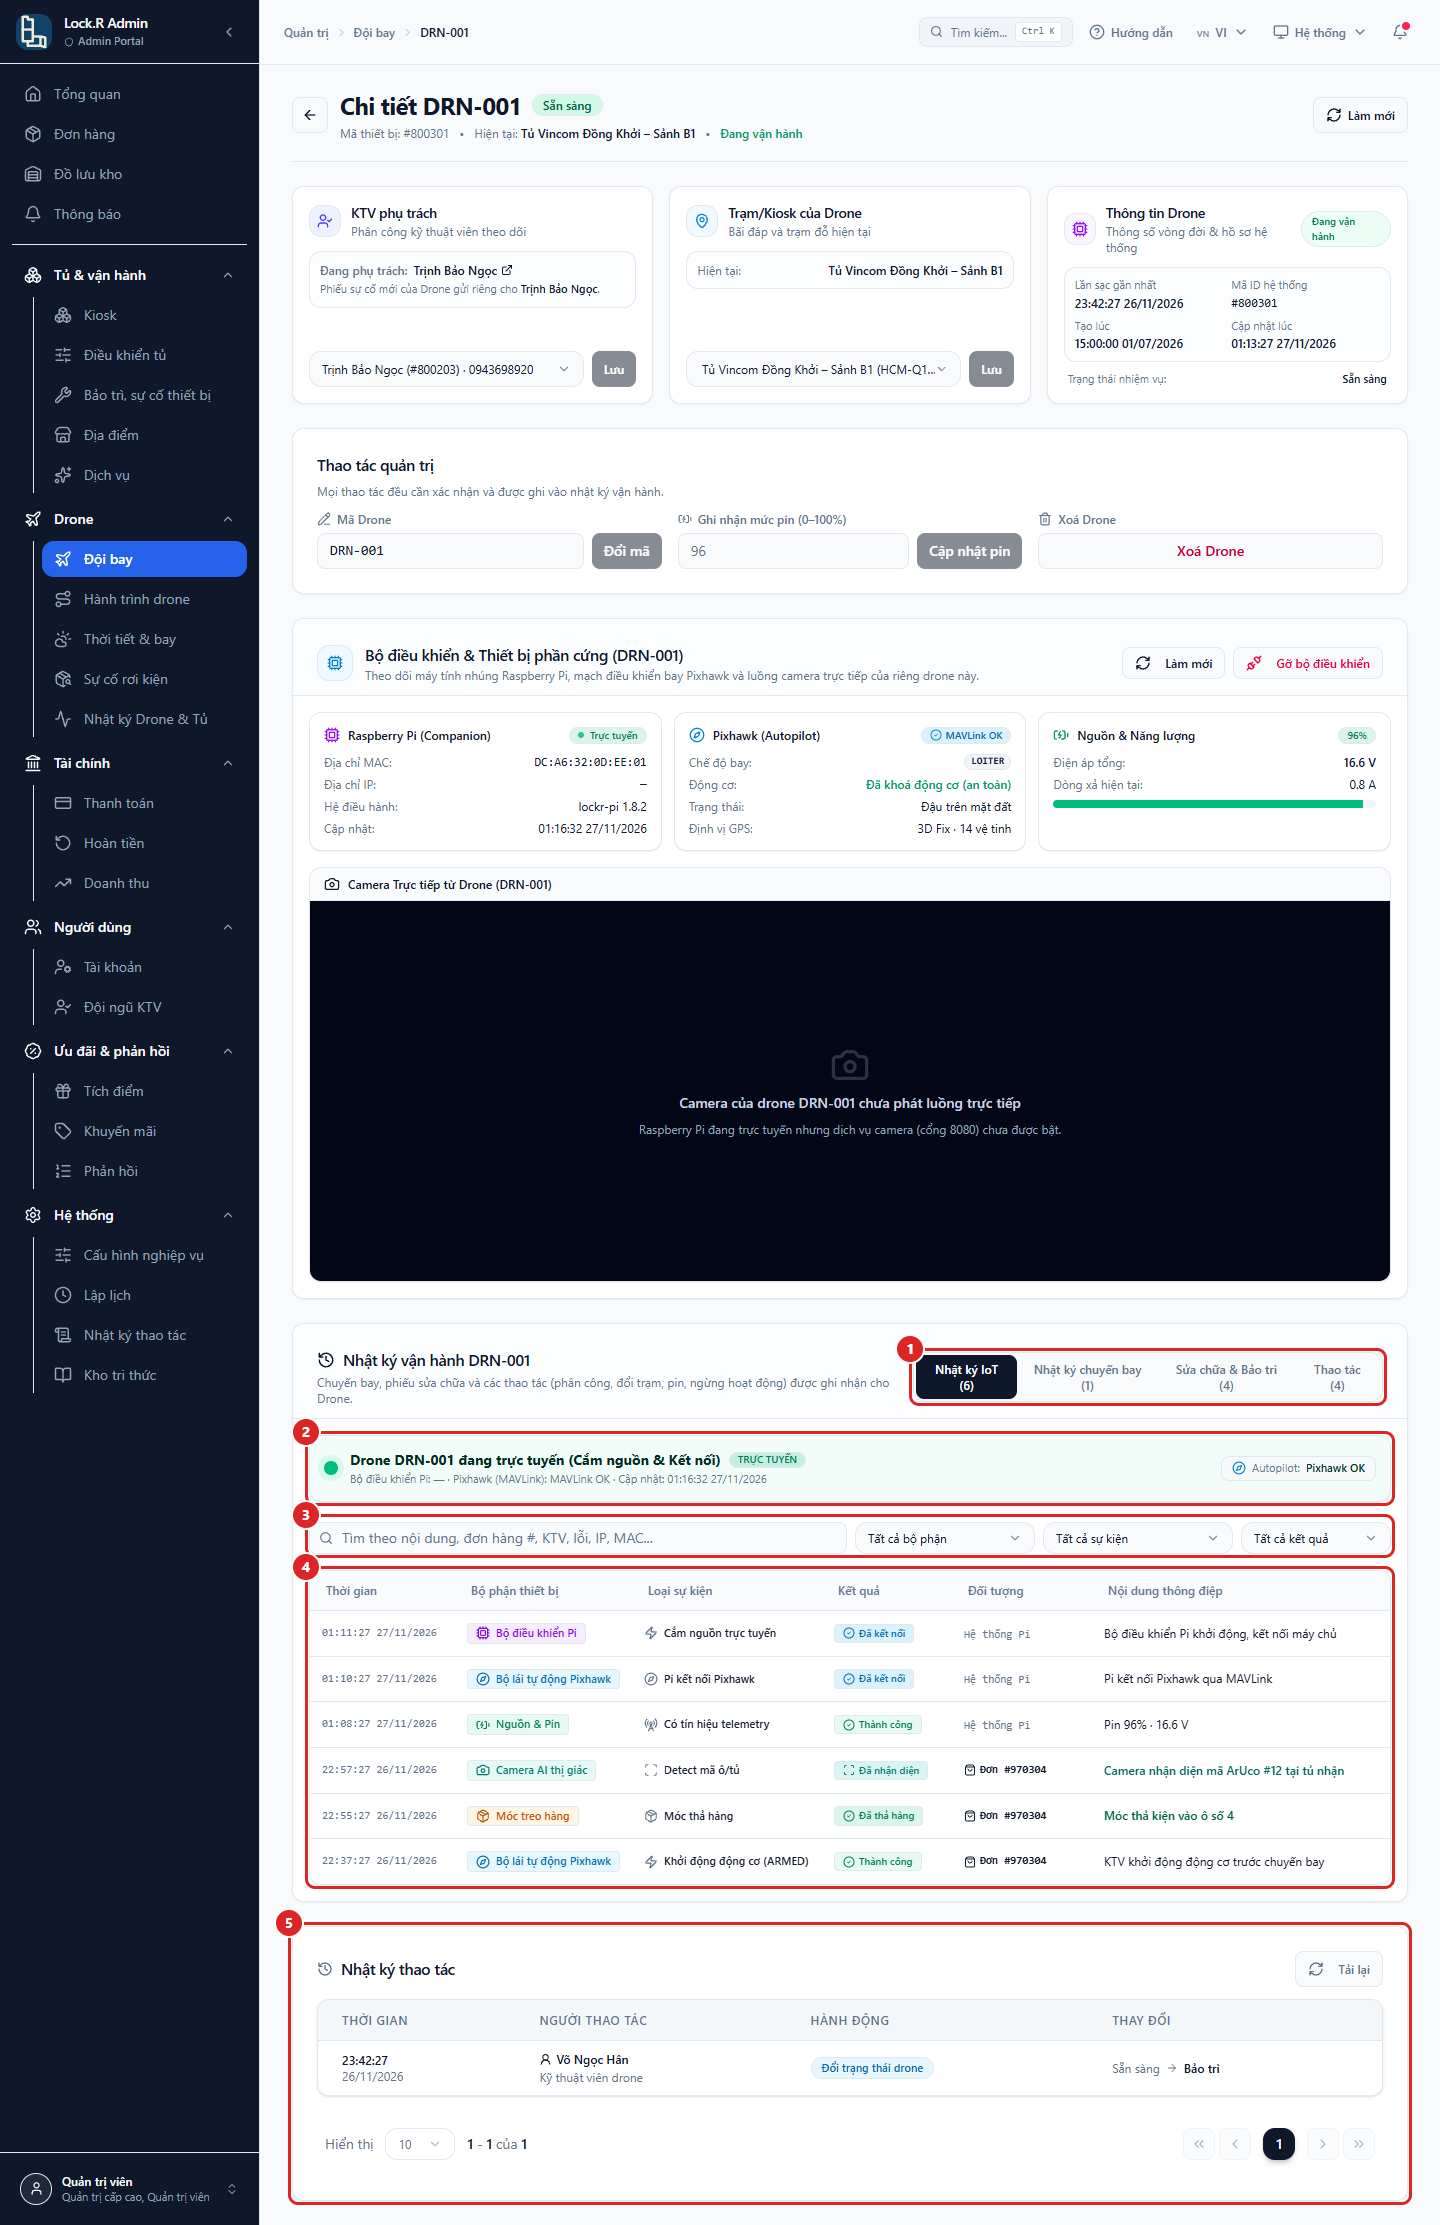 Lock.R Admin
Admin Portal
Quản trị
Đội bay
DRN-001
Tìm kiếm...
Ctrl K
Hướng dẫn
VN VI
Hệ thống
Tổng quan
Đơn hàng
Đồ lưu kho
Thông báo
Tủ & vận hành
Kiosk
Điều khiển tủ
Bảo trì, sự cố thiết bị
Địa điểm
Dịch vụ
Drone
Đội bay
Hành trình drone
Thời tiết & bay
Sự cố rơi kiện
Nhật ký Drone & Tủ
Tài chính
Thanh toán
Hoàn tiền
Doanh thu
Người dùng
Tài khoản
Đội ngũ KTV
Ưu đãi & phản hồi
Tích điểm
Khuyến mãi
Phản hồi
Hệ thống
Cấu hình nghiệp vụ
Lập lịch
Nhật ký thao tác
Kho tri thức
Quản trị viên
Quản trị cấp cao, Quản trị viên
Chi tiết DRN-001
Sẵn sàng
Mã thiết bị: #800301 • Hiện tại: Tủ Vincom Đồng Khởi – Sảnh B1 • Đang vận hành
Làm mới
KTV phụ trách
Phân công kỹ thuật viên theo dõi
Đang phụ trách: Trịnh Bảo Ngọc
Phiếu sự cố mới của Drone gửi riêng cho Trịnh Bảo Ngọc.
Trịnh Bảo Ngọc (#800203) · 0943698920
Lưu
Trạm/Kiosk của Drone
Bãi đáp và trạm đỗ hiện tại
Hiện tại: Tủ Vincom Đồng Khởi – Sảnh B1
Tủ Vincom Đồng Khởi – Sảnh B1 (HCM-Q1...
Lưu
Thông tin Drone
Thông số vòng đời & hồ sơ hệ thống
Đang vận hành
Lần sạc gần nhất
23:42:27 26/11/2026
Mã ID hệ thống
#800301
Tạo lúc
15:00:00 01/07/2026
Cập nhật lúc
01:13:27 27/11/2026
Trạng thái nhiệm vụ: Sẵn sàng
Thao tác quản trị
Mọi thao tác đều cần xác nhận và được ghi vào nhật ký vận hành.
Mã Drone
DRN-001
Đổi mã
Ghi nhận mức pin (0–100%)
96
Cập nhật pin
Xoá Drone
Xoá Drone
Bộ điều khiển & Thiết bị phần cứng (DRN-001)
Theo dõi máy tính nhúng Raspberry Pi, mạch điều khiển bay Pixhawk và luồng camera trực tiếp của riêng drone này.
Làm mới
Gỡ bộ điều khiển
Raspberry Pi (Companion)
Trực tuyến
Địa chỉ MAC: DC:A6:32:0D:EE:01
Địa chỉ IP: —
Hệ điều hành: lockr-pi 1.8.2
Cập nhật: 01:16:32 27/11/2026
Pixhawk (Autopilot)
MAVLink OK
Chế độ bay: LOITER
Động cơ: Đã khoá động cơ (an toàn)
Trạng thái: Đậu trên mặt đất
Định vị GPS: 3D Fix · 14 vệ tinh
Nguồn & Năng lượng
96%
Điện áp tổng: 16.6 V
Dòng xả hiện tại: 0.8 A
Camera Trực tiếp từ Drone (DRN-001)
Camera của drone DRN-001 chưa phát luồng trực tiếp
Raspberry Pi đang trực tuyến nhưng dịch vụ camera (cổng 8080) chưa được bật.
Nhật ký vận hành DRN-001
Chuyến bay, phiếu sửa chữa và các thao tác (phân công, đổi trạm, pin, ngừng hoạt động) được ghi nhận cho Drone.
1
Nhật ký IoT (6)
Nhật ký chuyến bay (1)
Sửa chữa & Bảo trì (4)
Thao tác (4)
2
Drone DRN-001 đang trực tuyến (Cắm nguồn & Kết nối)
TRỰC TUYẾN
Bộ điều khiển Pi: — · Pixhawk (MAVLink): MAVLink OK · Cập nhật: 01:16:32 27/11/2026
Autopilot: Pixhawk OK
3
Tìm theo nội dung, đơn hàng #, KTV, lỗi, IP, MAC...
Tất cả bộ phận
Tất cả sự kiện
Tất cả kết quả
4
Thời gian Bộ phận thiết bị Loại sự kiện Kết quả Đối tượng Nội dung thông điệp
01:11:27 27/11/2026 Bộ điều khiển Pi Cắm nguồn trực tuyến Đã kết nối Hệ thống Pi Bộ điều khiển Pi khởi động, kết nối máy chủ
01:10:27 27/11/2026 Bộ lái tự động Pixhawk Pi kết nối Pixhawk Đã kết nối Hệ thống Pi Pi kết nối Pixhawk qua MAVLink
01:08:27 27/11/2026 Nguồn & Pin Có tín hiệu telemetry Thành công Hệ thống Pi Pin 96% · 16.6 V
22:57:27 26/11/2026 Camera AI thị giác Detect mã ô/tủ Đã nhận diện Đơn #970304 Camera nhận diện mã ArUco #12 tại tủ nhận
22:55:27 26/11/2026 Móc treo hàng Móc thả hàng Đã thả hàng Đơn #970304 Móc thả kiện vào ô số 4
22:37:27 26/11/2026 Bộ lái tự động Pixhawk Khởi động động cơ (ARMED) Thành công Đơn #970304 KTV khởi động động cơ trước chuyến bay
5
Nhật ký thao tác
Tải lại
THỜI GIAN NGƯỜI THAO TÁC HÀNH ĐỘNG THAY ĐỔI
23:42:27
26/11/2026
Võ Ngọc Hân
Kỹ thuật viên drone
Đổi trạng thái drone
Sẵn sàng → Bảo trì
Hiển thị 10 1 - 1 của 1
« ‹ 1 › »